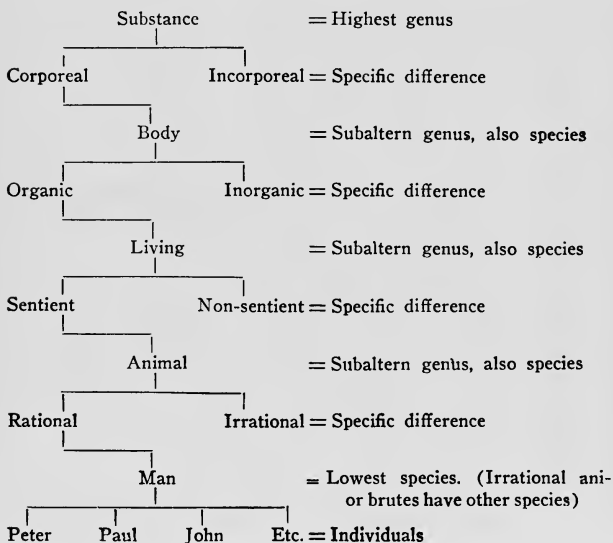 Substance = Highest genus
Corporeal Incorporeal = Specific difference
Body = Subaltern genus, also species
Organic Inorganic = Specific difference
Living = Subaltern genus, also species
Sentient Non-sentient = Specific difference
Animal = Subaltern genus, also species
Rational Irrational = Specific difference
Man = Lowest species. (Irrational ani-
or brutes have other species)
Peter Paul John Etc. = Individuals